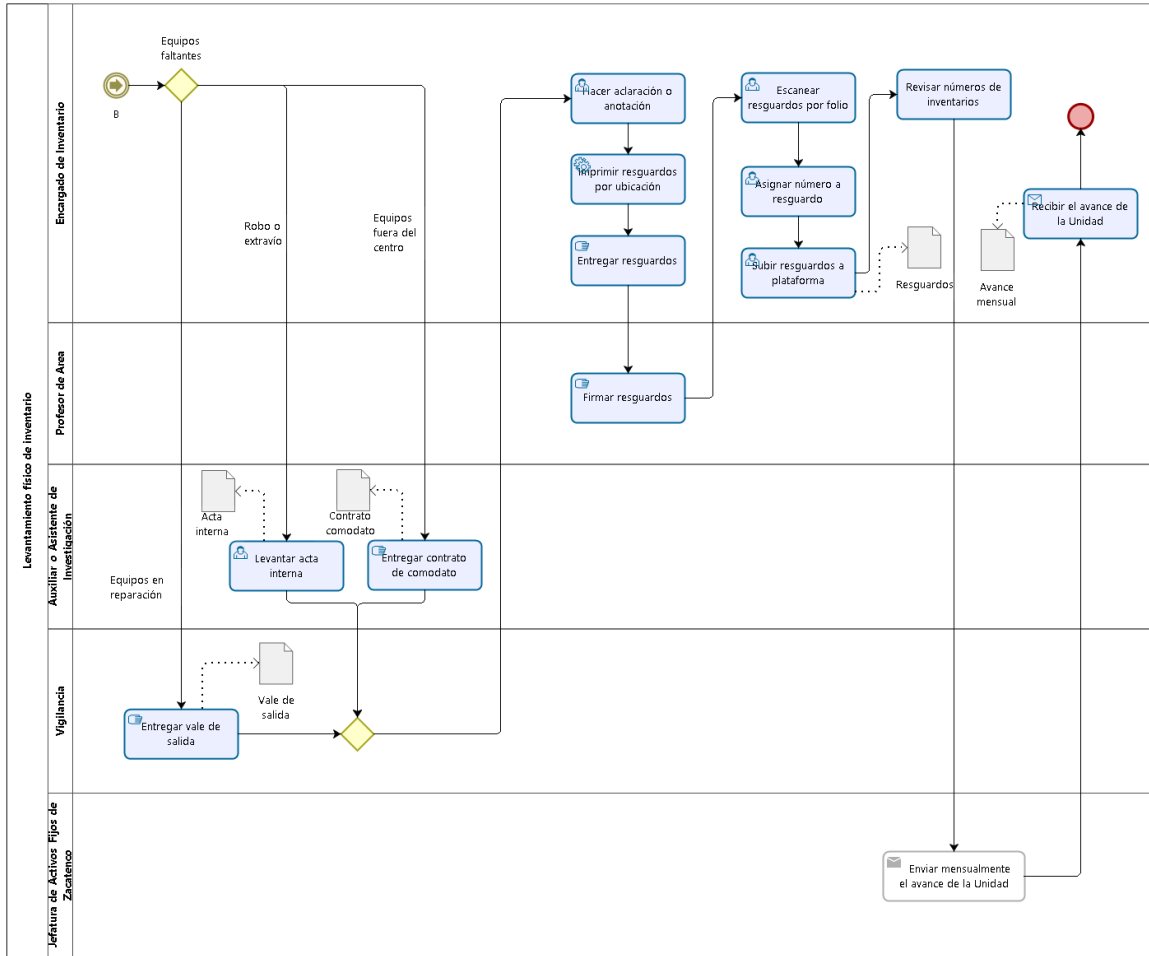 Levantamiento físico de inventario
Encargado de Inventario
Equipos
faltantes
B
Robo o
extravío
Equipos
fuera del
centro
Hacer aclaración o
anotación
Imprimir resguardos
por ubicación
Entregar resguardos
Escanear
resguardos por folio
Asignar número a
resguardo
Subir resguardos a
plataforma
Resguardos
Revisar números de
inventarios
Avance
mensual
Recibir el avance de
la Unidad
Profesor de Area
Firmar resguardos
Auxiliar o Asistente de
Investigación
Acta
interna
Contrato
comodato
Levantar acta
interna
Entregar contrato
de comodato
Equipos en
reparación
Vigilancia
Vale de
salida
Entregar vale de
salida
Jefatura de Activos Fijos de
Zacatenco
Enviar mensualmente
el avance de la Unidad